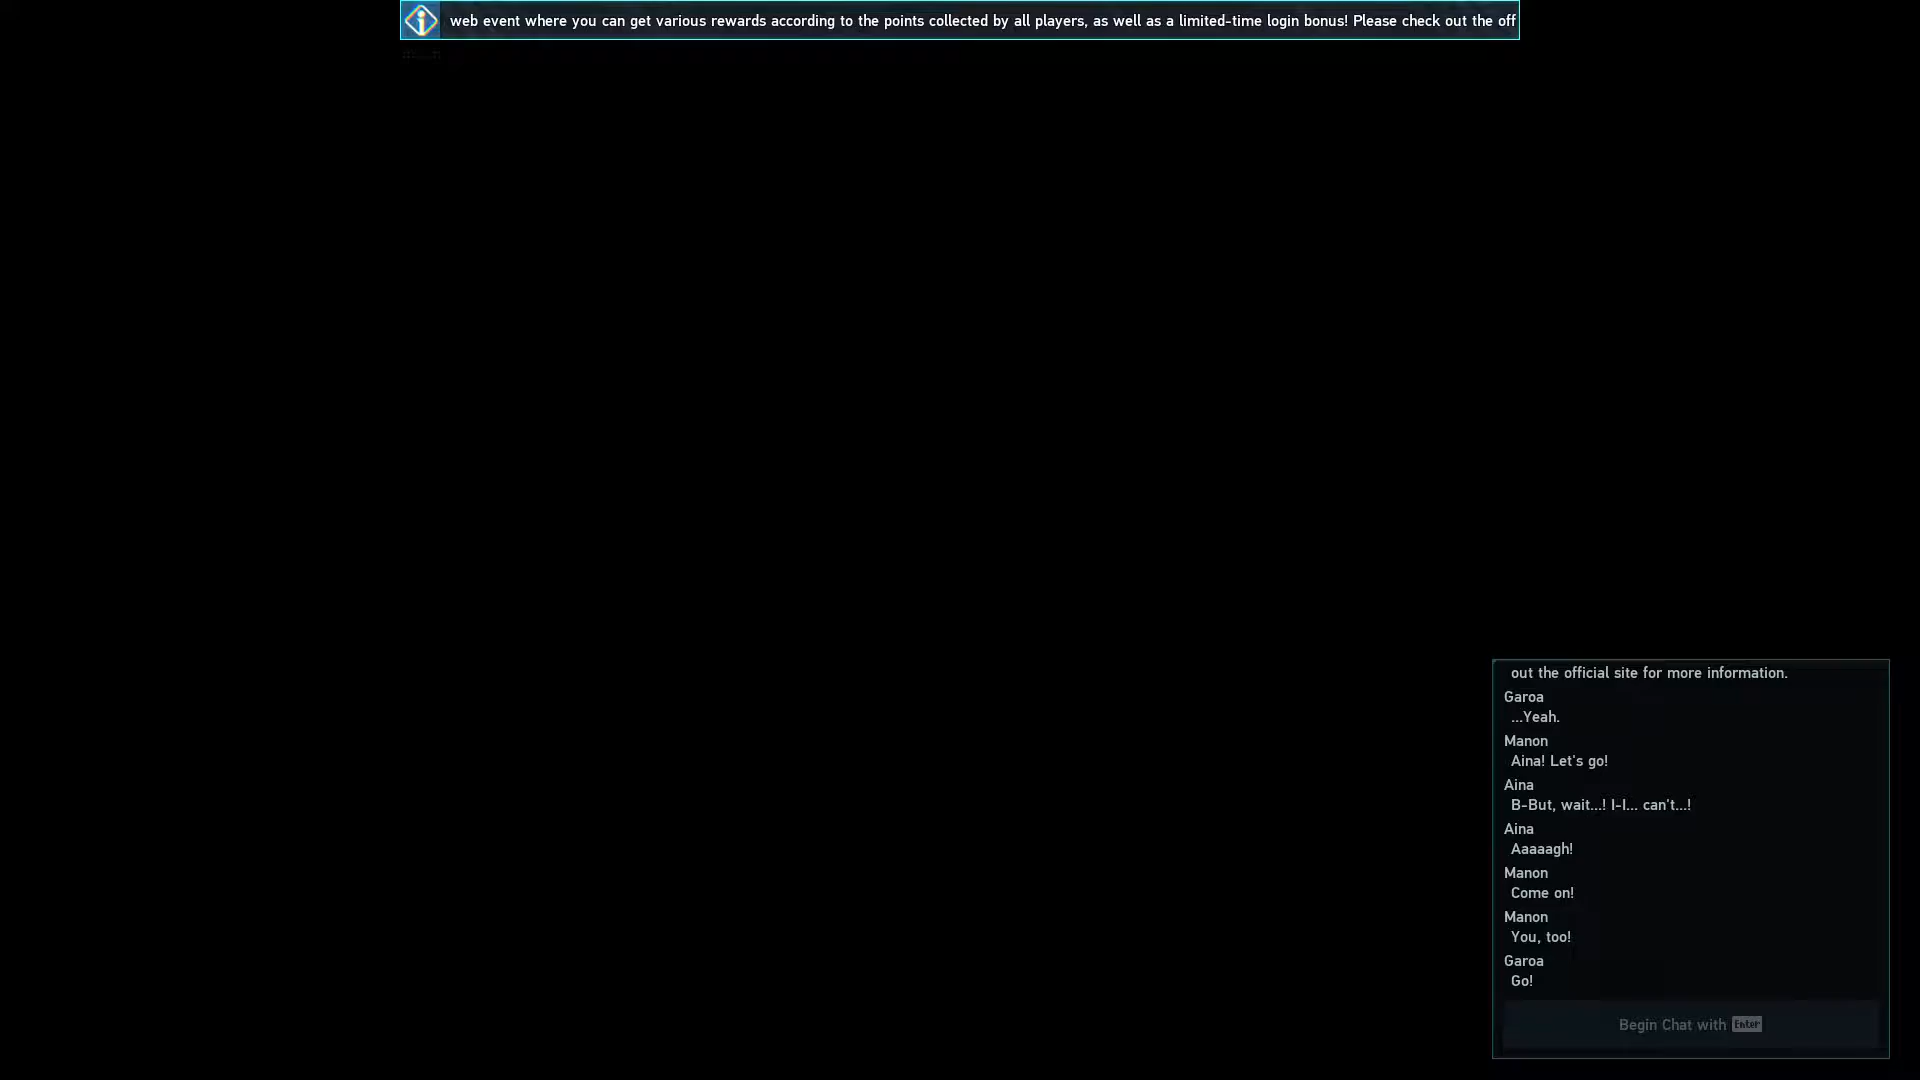 web event where you can get various rewards according to the points collected by all players, as well as a limited-time login bonus! Please check out the off
out the official site for more information.
Garoa
...Yeah.
Manon
Aina! Let's go!
Aina
B-But, wait...! I-I... can't...!
Aina
Aaaaagh!
Manon
Come on!
Manon
You, too!
Garoa
Go!
Begin Chat with Enter